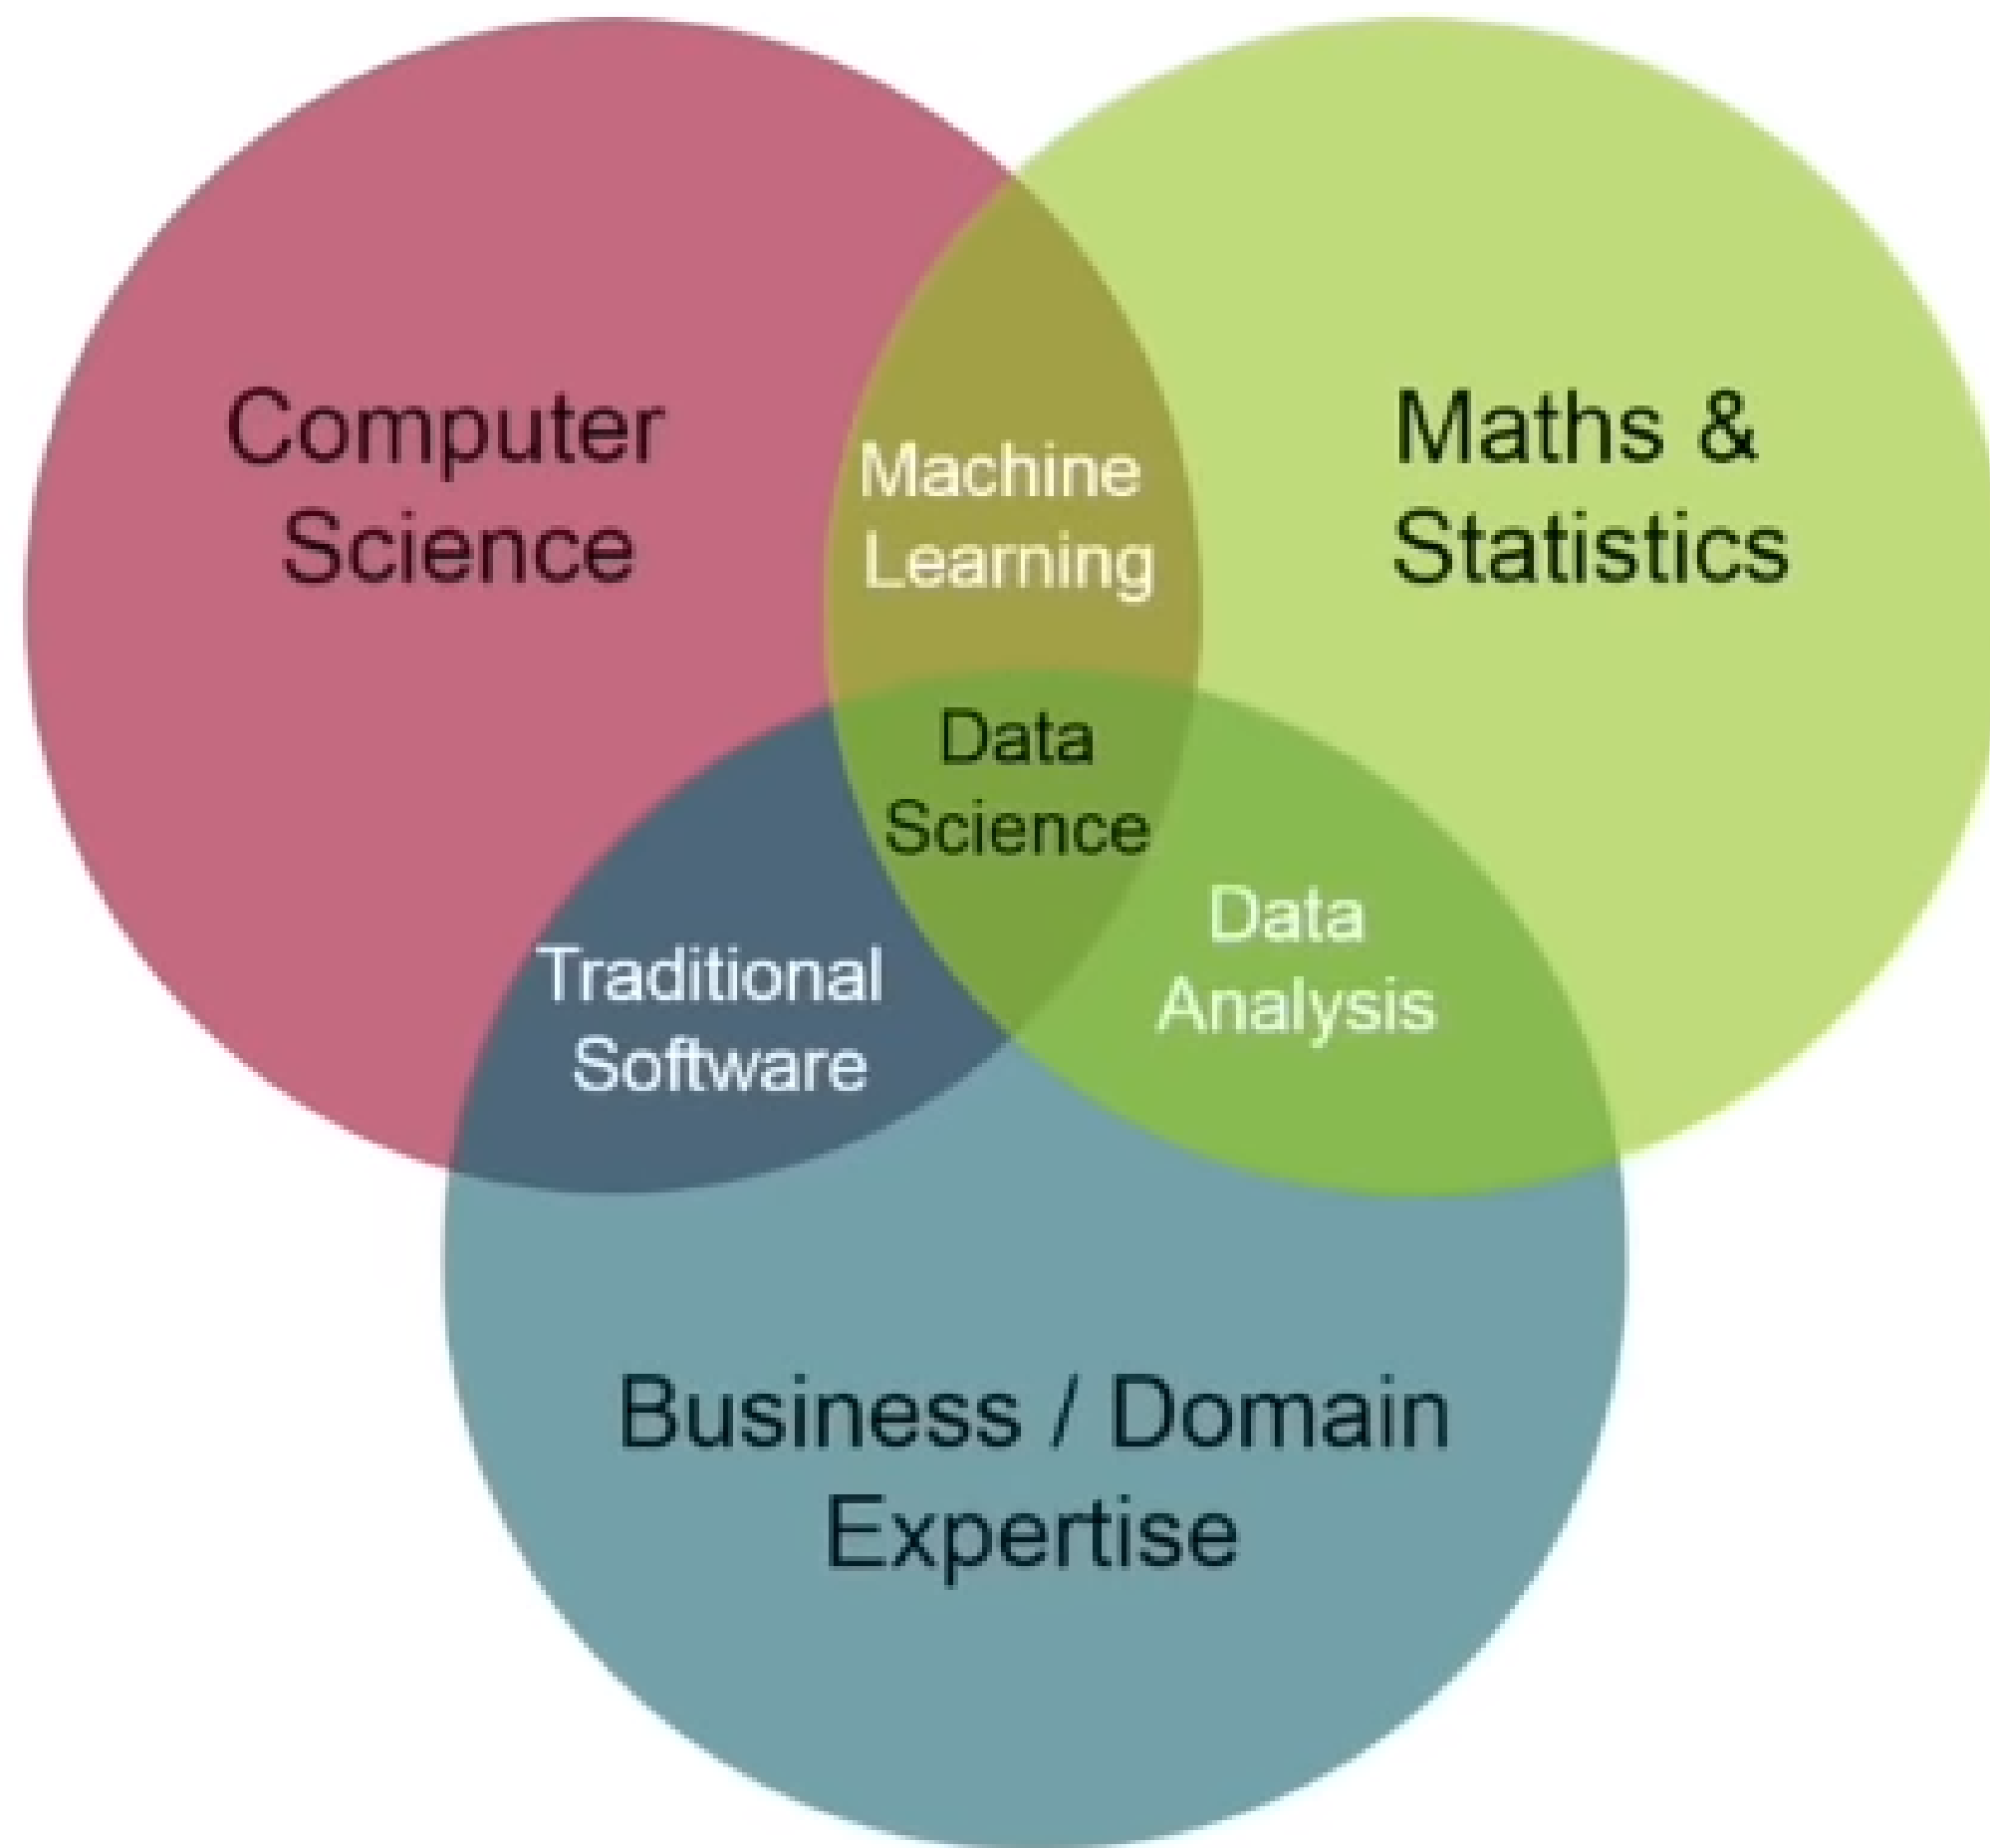 Computer
Science
Maths &
Statistics
Machine
Learning
Data
Science
Data
Analysis
Traditional
Software
Business / Domain
Expertise